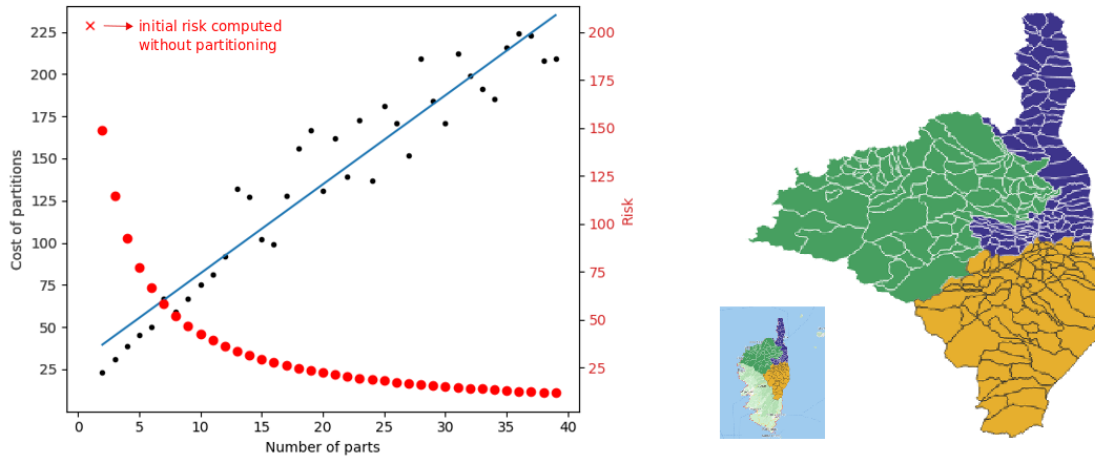 initial risk computed
without partitioning
225
200
175
150
125
100
75
50
25
Cost of partitions
200
175
150
125
100
75
50
25
Risk
0 5 10 15 20 25 30 35 40
Number of parts